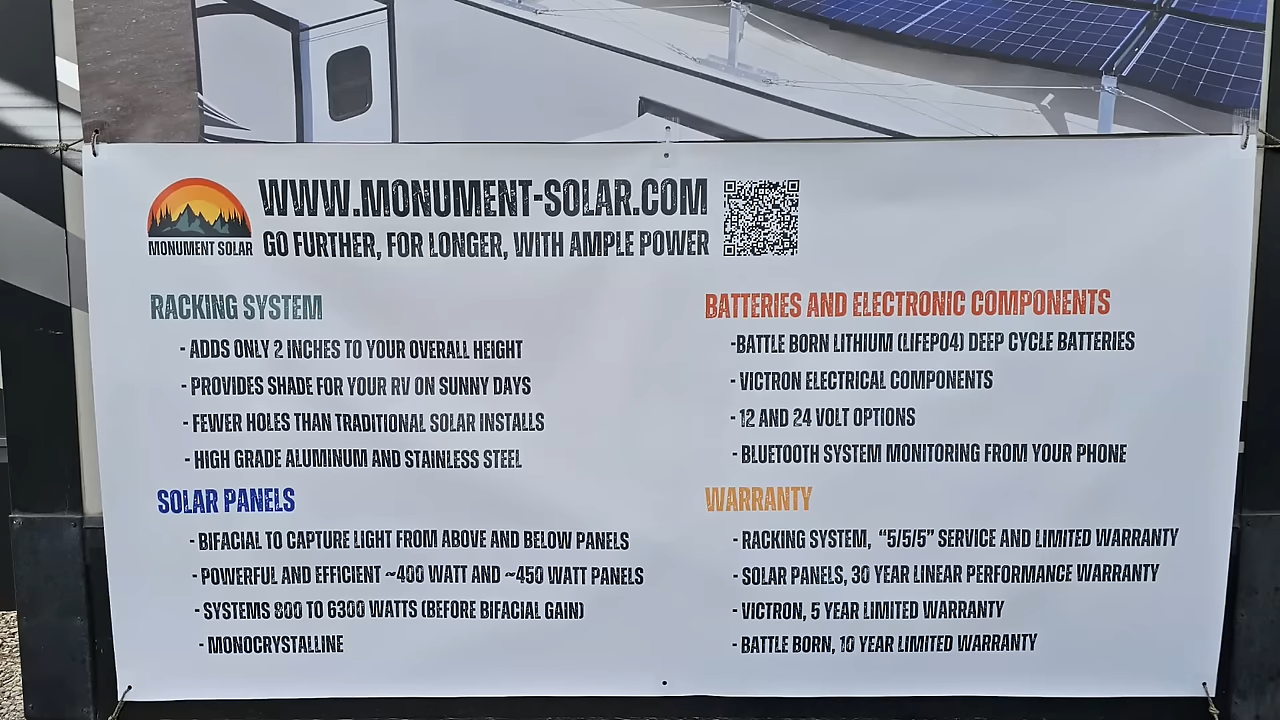 WWW.MONUMENT-SOLAR.COM
MONUMENT SOLAR
GO FURTHER, FOR LONGER, WITH AMPLE POWER
RACKING SYSTEM
- ADDS ONLY 2 INCHES TO YOUR OVERALL HEIGHT
- PROVIDES SHADE FOR YOUR RV ON SUNNY DAYS
- FEWER HOLES THAN TRADITIONAL SOLAR INSTALLS
- HIGH GRADE ALUMINUM AND STAINLESS STEEL
SOLAR PANELS
- BIFACIAL TO CAPTURE LIGHT FROM ABOVE AND BELOW PANELS
- POWERFUL AND EFFICIENT ~400 WATT AND ~450 WATT PANELS
- SYSTEMS 800 TO 6300 WATTS (BEFORE BIFACIAL GAIN)
- MONOCRYSTALLINE
BATTERIES AND ELECTRONIC COMPONENTS
-BATTLE BORN LITHIUM (LIFEPO4) DEEP CYCLE BATTERIES
- VICTRON ELECTRICAL COMPONENTS
- 12 AND 24 VOLT OPTIONS
- BLUETOOTH SYSTEM MONITORING FROM YOUR PHONE
WARRANTY
- RACKING SYSTEM, "5/5/5" SERVICE AND LIMITED WARRANTY
- SOLAR PANELS, 30 YEAR LINEAR PERFORMANCE WARRANTY
- VICTRON, 5 YEAR LIMITED WARRANTY
- BATTLE BORN, 10 YEAR LIMITED WARRANTY